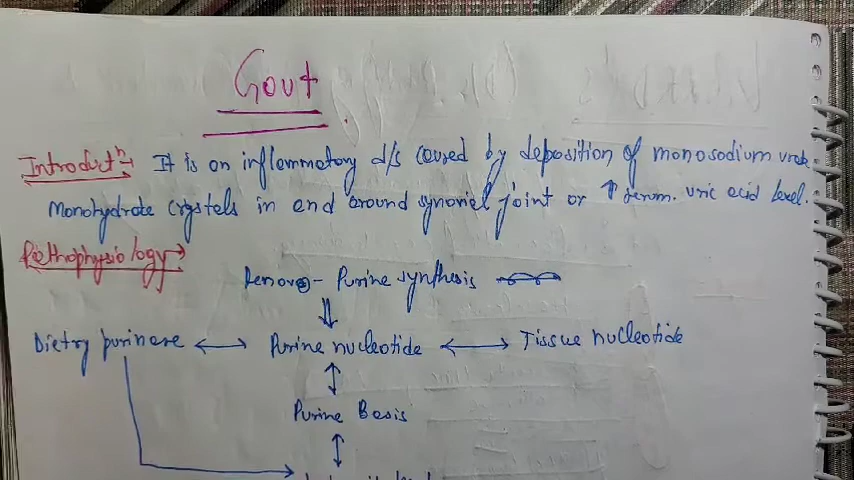 Gout
Introductⁿ→ It is an inflammatory d/s caused by deposition of monosodium urate
Monohydrate crystals in and around synovial joint or ↑ serum. uric acid level.
Pathophysiology→
Denovo - Purine synthesis
Dietry purinere ↔ Purine nucleotide ↔ Tissue nucleotide
Purine Basis